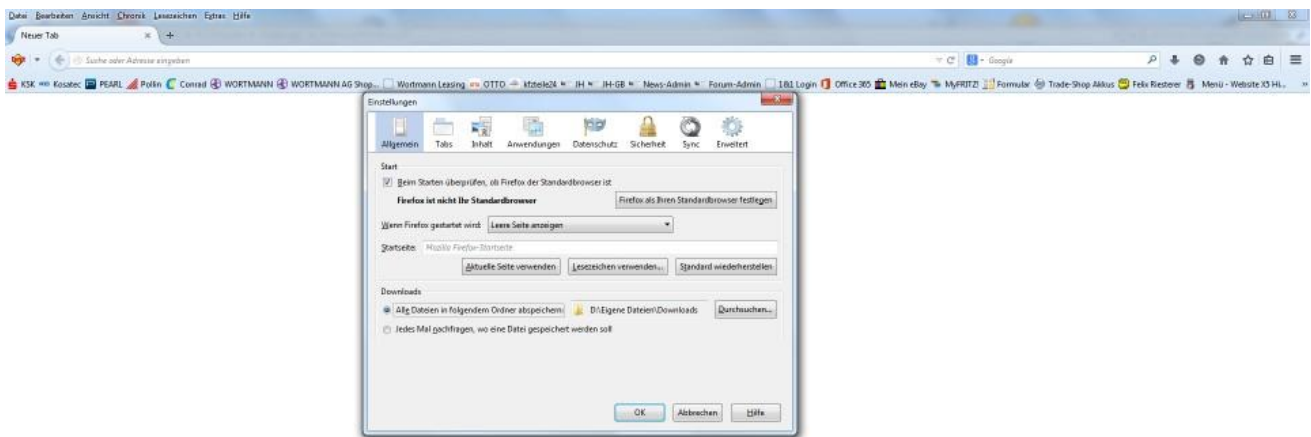 Datei Bearbeiten Ansicht Chronik Lesezeichen Extras Hilfe
Neuer Tab
Suche oder Adresse eingeben
Google
KSK Kosatec PEARL Pollin Conrad WORTMANN WORTMANN AG Shop... Wortmann Leasing OTTO kfzteile24 IH IH-GB News-Admin Forum-Admin 1&1 Login Office 365 Mein eBay MyFRITZ! Formular Trade-Shop Akkus Felix Riesterer Menü - Website X5 Hi...
Einstellungen
Allgemein Tabs Inhalt Anwendungen Datenschutz Sicherheit Sync Erweitert
Start
Beim Starten überprüfen, ob Firefox der Standardbrowser ist
Firefox ist nicht Ihr Standardbrowser Firefox als Ihren Standardbrowser festlegen
Wenn Firefox gestartet wird: Leere Seite anzeigen
Startseite: Mozilla Firefox-Startseite
Aktuelle Seite verwenden Lesezeichen verwenden... Standard wiederherstellen
Downloads
Alle Dateien in folgendem Ordner abspeichern: D:\Eigene Dateien\Downloads Durchsuchen...
Jedes Mal nachfragen, wo eine Datei gespeichert werden soll
OK Abbrechen Hilfe